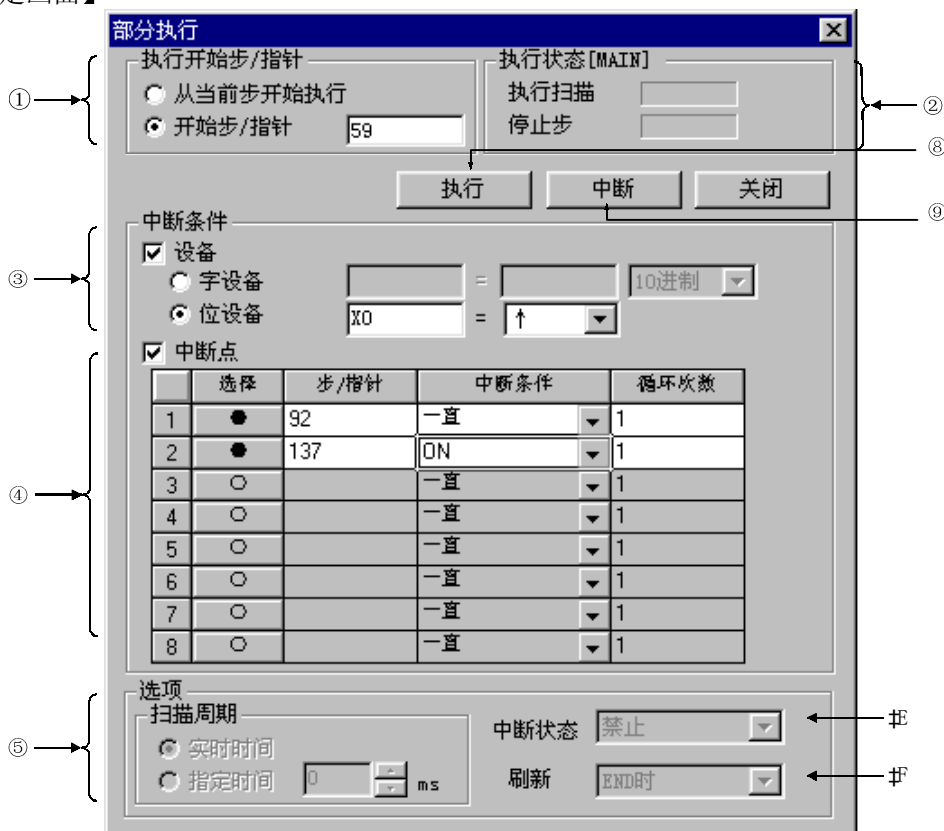 定画面】
部分执行
执行开始步/指针
执行状态[MAIN]
① 从当前步开始执行
执行扫描
②
开始步/指针 59
停止步
⑧
执行 中断 关闭
⑨
中断条件
设备
③ 字设备 = 10进制
位设备 X0 = ↑
中断点
选择 步/指针 中断条件 循环次数
1 ● 92 一直 1
2 ● 137 ON 1
④ 3 ○ 一直 1
4 ○ 一直 1
5 ○ 一直 1
6 ○ 一直 1
7 ○ 一直 1
8 ○ 一直 1
选项
扫描周期
中断状态 禁止 #E
⑤ 实时时间
指定时间 0 ms
刷新 END时 #F